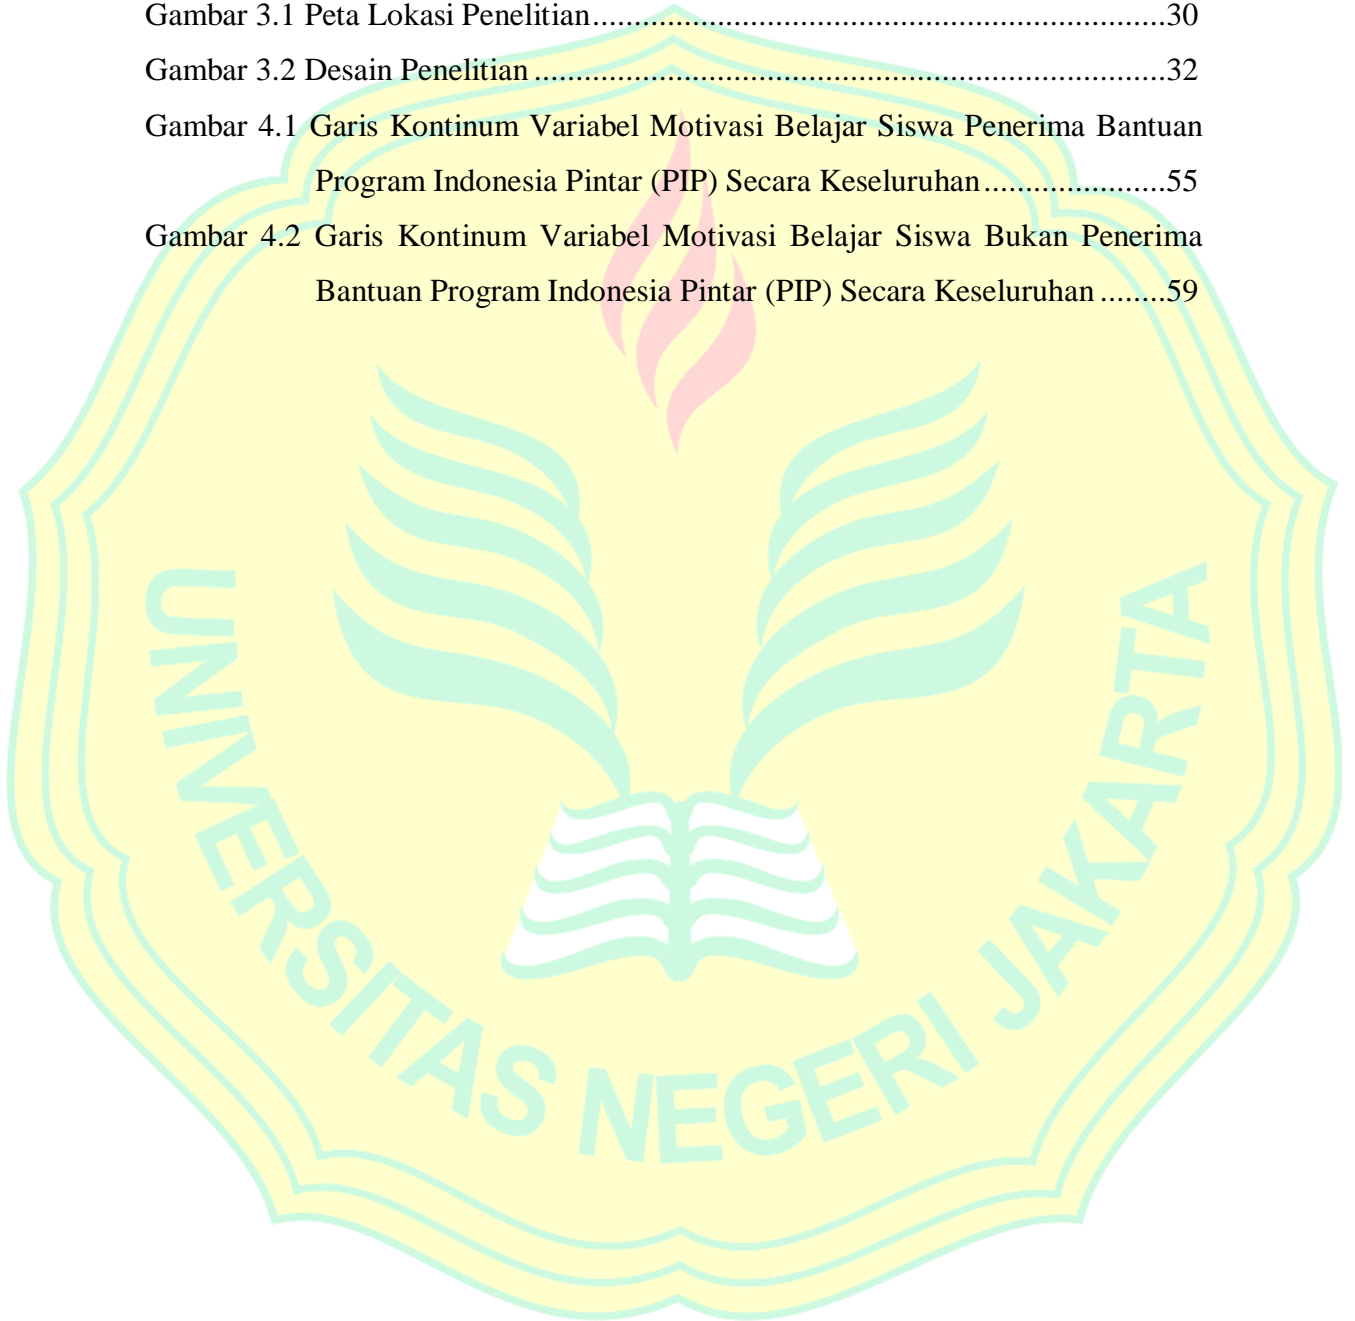 Gambar 3.1 Peta Lokasi Penelitian......................................................................30
Gambar 3.2 Desain Penelitian..............................................................................32
Gambar 4.1 Garis Kontinum Variabel Motivasi Belajar Siswa Penerima Bantuan
Program Indonesia Pintar (PIP) Secara Keseluruhan......................55
Gambar 4.2 Garis Kontinum Variabel Motivasi Belajar Siswa Bukan Penerima
Bantuan Program Indonesia Pintar (PIP) Secara Keseluruhan........59
UNIVERSITAS NEGERI JAKARTA